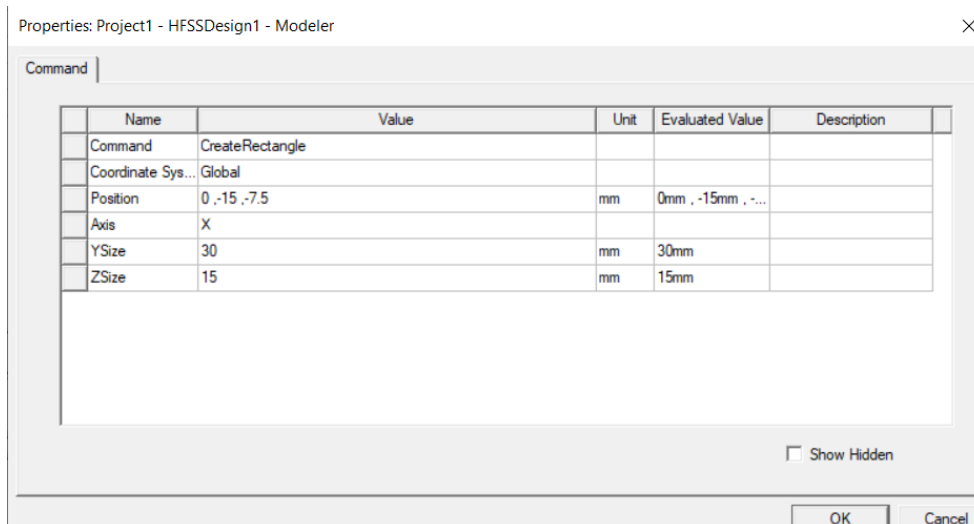 Properties: Project1 - HFSSDesign1 - Modeler
Command
Name Value Unit Evaluated Value Description
Command CreateRectangle
Coordinate Sys... Global
Position 0 ,-15 ,-7.5 mm 0mm , -15mm , -...
Axis X
YSize 30 mm 30mm
ZSize 15 mm 15mm
Show Hidden
OK Cancel